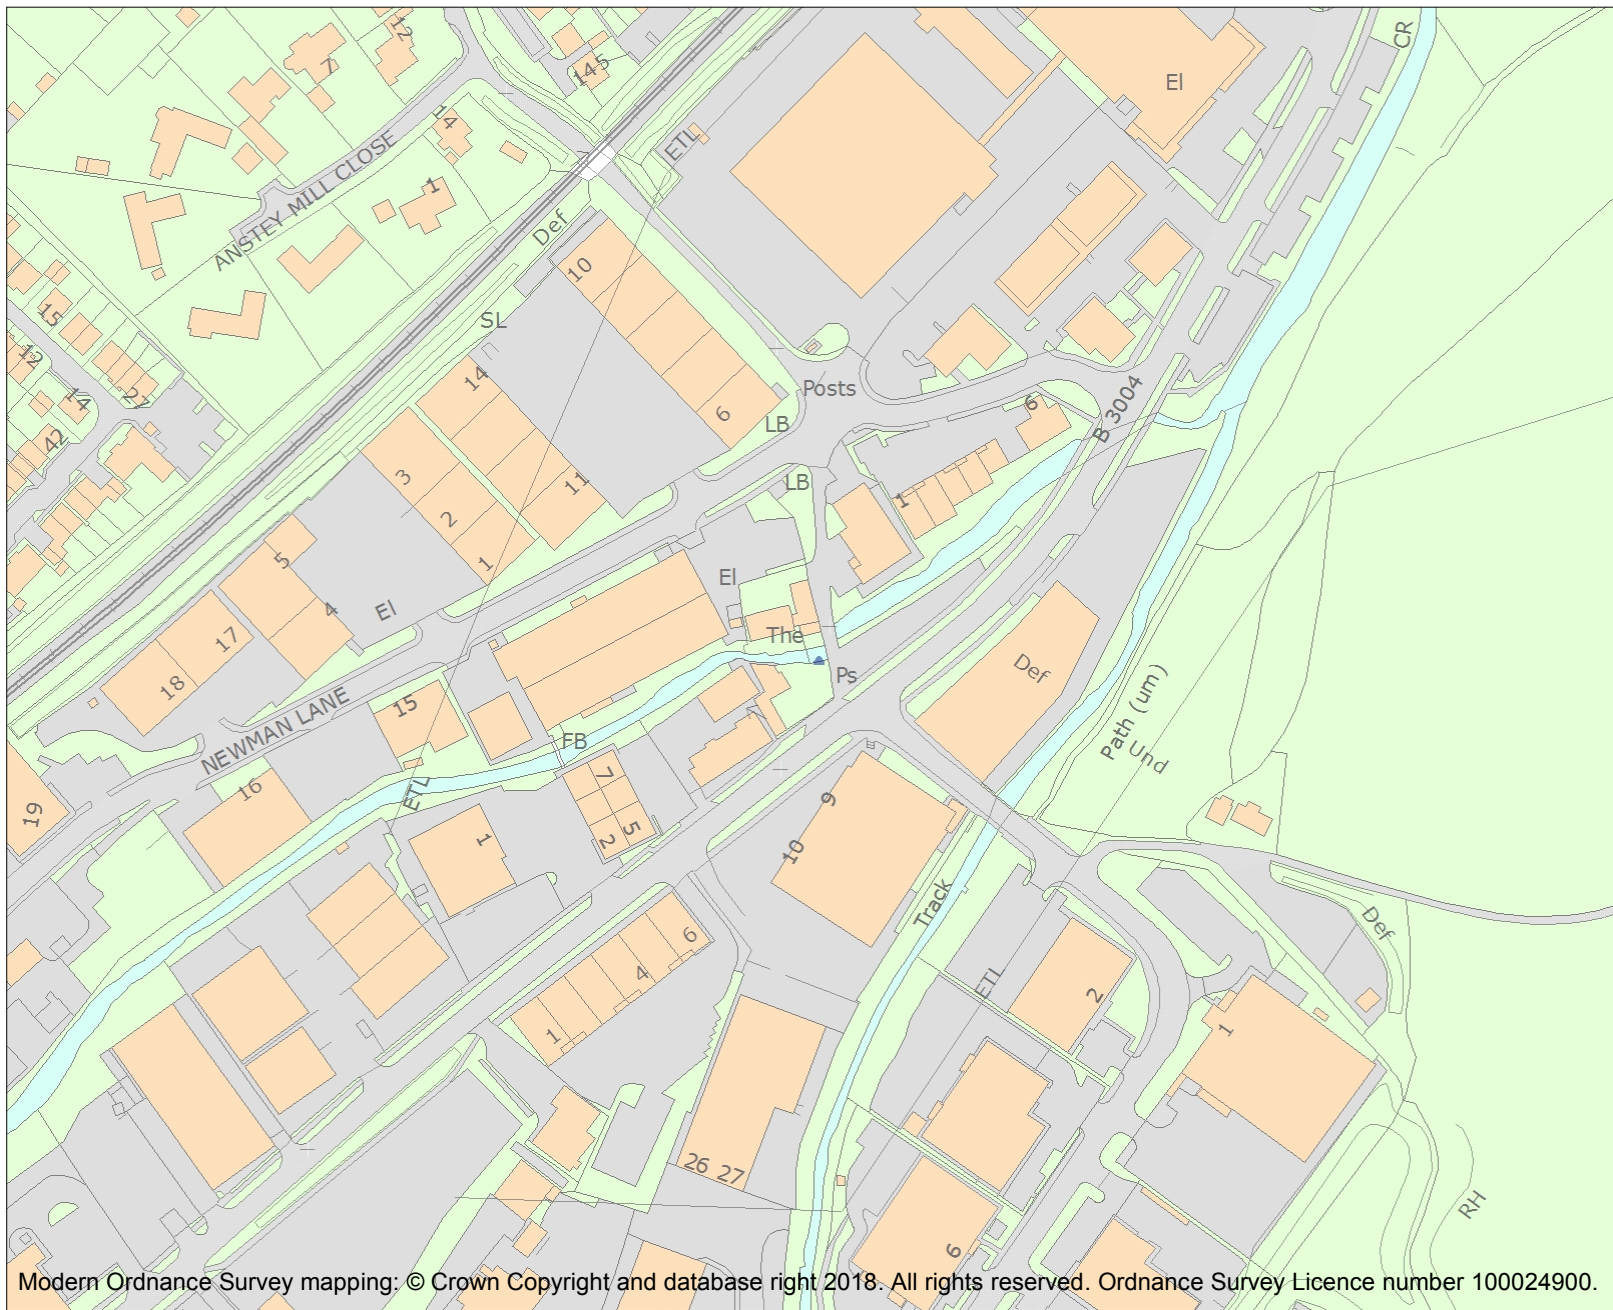 12
7
145
CR
El
14
ETL
ANSTEY MILL CLOSE
1
Def
10
15
SL
12
14
27
14
Posts
B 3004
6
6
LB
42
3
11
LB
1
2
5
1
El
4
El
17
The
Def
Ps
18
15
Path (um)
NEWMAN LANE
FB
Und
7
16
ETL
9
19
5
2
1
10
Track
Def
6
4
ETL
2
1
1
26
27
RH
6
Modern Ordnance Survey mapping: © Crown Copyright and database right 2018. All rights reserved. Ordnance Survey Licence number 100024900.